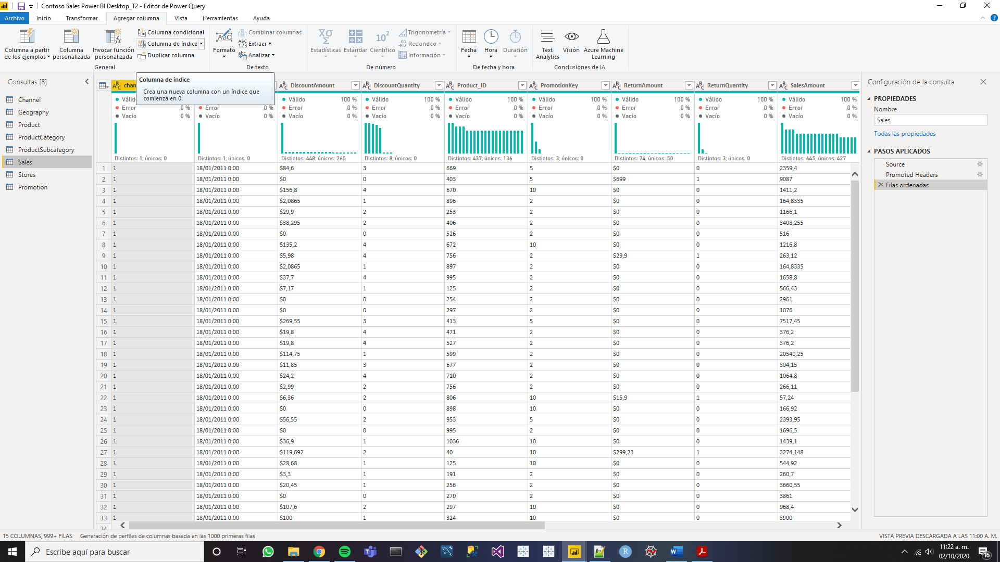 Contoso Sales Power BI Desktop_T2 - Editor de Power Query
Archivo Inicio Transformar Agregar columna Vista Herramientas Ayuda
Columna a partir de los ejemplos
Columna personalizada
Invocar función personalizada
Columna condicional
Columna de índice
Duplicar columna
General
Formato
Combinar columnas
Extraer
Analizar
De texto
Estadísticas Estándar Científico
Trigonometría
Redondeo
Información
De número
Fecha Hora Duración
De fecha y hora
Text Analytics
Visión
Azure Machine Learning
Conclusiones de IA
Columna de índice
Crea una nueva columna con un índice que
comienza en 0.
Consultas [8]
Channel
Geography
Product
ProductCategory
ProductSubcategory
Sales
Stores
Promotion
chan DiscountAmount DiscountQuantity Product_ID PromotionKey ReturnAmount ReturnQuantity SalesAmount
Válido 100 % Válido 100 % Válido 100 % Válido 100 % Válido 100 % Válido 100 % Válido 100 %
Error 0 % Error 0 % Error 0 % Error 0 % Error 0 % Error 0 % Error 0 % Error 0 % Error 0 %
Vacío 0 % Vacío 0 % Vacío 0 % Vacío 0 % Vacío 0 % Vacío 0 % Vacío 0 % Vacío 0 % Vacío 0 %
Distintos: 1; únicos: 0 Distintos: 1; únicos: 0 Distintos: 448; únicos: 265 Distintos: 8; únicos: 0 Distintos: 437; únicos: 136 Distintos: 3; únicos: 0 Distintos: 74; únicos: 50 Distintos: 3; únicos: 0 Distintos: 645; únicos: 427
1 1 18/01/2011 0:00 $84,6 3 669 5 $0 0 2359,4
2 1 18/01/2011 0:00 $0 0 403 5 $699 1 9087
3 1 18/01/2011 0:00 $156,8 4 670 10 $0 0 1411,2
4 1 18/01/2011 0:00 $2,0865 1 896 2 $0 0 164,8335
5 1 18/01/2011 0:00 $29,9 2 253 2 $0 0 1166,1
6 1 18/01/2011 0:00 $38,295 2 406 2 $0 0 3408,255
7 1 18/01/2011 0:00 $0 0 526 2 $0 0 516
8 1 18/01/2011 0:00 $135,2 4 672 10 $0 0 1216,8
9 1 18/01/2011 0:00 $5,98 4 756 2 $29,9 1 263,12
10 1 18/01/2011 0:00 $2,0865 1 897 2 $0 0 164,8335
11 1 18/01/2011 0:00 $37,7 4 995 2 $0 0 1658,8
12 1 18/01/2011 0:00 $7,17 1 125 2 $0 0 566,43
13 1 18/01/2011 0:00 $0 0 254 2 $0 0 2961
14 1 18/01/2011 0:00 $0 0 297 2 $0 0 1076
15 1 18/01/2011 0:00 $269,55 3 413 5 $0 0 7517,45
16 1 18/01/2011 0:00 $19,8 4 471 2 $0 0 376,2
17 1 18/01/2011 0:00 $19,8 4 527 2 $0 0 376,2
18 1 18/01/2011 0:00 $114,75 1 599 2 $0 0 20540,25
19 1 18/01/2011 0:00 $11,85 3 677 2 $0 0 304,15
20 1 18/01/2011 0:00 $24,2 4 710 2 $0 0 1064,8
21 1 18/01/2011 0:00 $2,99 2 756 2 $0 0 266,11
22 1 18/01/2011 0:00 $6,36 2 806 10 $15,9 1 57,24
23 1 18/01/2011 0:00 $0 0 898 10 $0 0 166,92
24 1 18/01/2011 0:00 $56,55 2 953 5 $0 0 2393,95
25 1 18/01/2011 0:00 $0 0 995 2 $0 0 1696,5
26 1 18/01/2011 0:00 $36,9 1 1036 10 $0 0 1439,1
27 1 18/01/2011 0:00 $119,692 2 40 10 $299,23 1 2274,148
28 1 18/01/2011 0:00 $28,68 1 125 10 $0 0 544,92
29 1 18/01/2011 0:00 $3,3 1 191 2 $0 0 260,7
30 1 18/01/2011 0:00 $20,45 1 256 2 $0 0 3660,55
31 1 18/01/2011 0:00 $0 0 270 2 $0 0 3861
32 1 18/01/2011 0:00 $107,6 2 297 10 $0 0 968,4
33 1 18/01/2011 0:00 $100 1 324 10 $0 0 3900
34
Configuración de la consulta
PROPIEDADES
Nombre
Sales
Todas las propiedades
PASOS APLICADOS
Source
Promoted Headers
Filas ordenadas
15 COLUMNAS, 999+ FILAS Generación de perfiles de columnas basada en las 1000 primeras filas
VISTA PREVIA DESCARGADA A LAS 11:00 A. M.
Escribe aquí para buscar
11:22 a. m.
02/10/2020
16